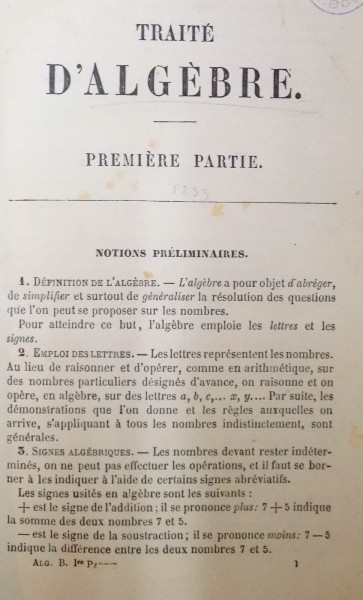 TRAITÉ
D'ALGÈBRE.
PREMIÈRE PARTIE.
NOTIONS PRÉLIMINAIRES.
1. DÉFINITION DE L'ALGÈBRE. — L'algèbre a pour objet d'abréger,
de simplifier et surtout de généraliser la résolution des questions
que l'on peut se proposer sur les nombres.
Pour atteindre ce but, l'algèbre emploie les lettres et les
signes.
2. EMPLOI DES LETTRES. — Les lettres représentent les nombres.
Au lieu de raisonner et d'opérer, comme en arithmétique, sur
des nombres particuliers désignés d'avance, on raisonne et on
opère, en algèbre, sur des lettres a, b, c,... x, y.... Par suite, les
démonstrations que l'on donne et les règles auxquelles on
arrive, s'appliquant à tous les nombres indistinctement, sont
générales.
3. SIGNES ALGÉBRIQUES. — Les nombres devant rester indéter-
minés, on ne peut pas effectuer les opérations, et il faut se bor-
ner à les indiquer à l'aide de certains signes abréviatifs.
Les signes usités en algèbre sont les suivants :
+ est le signe de l'addition; il se prononce plus: 7 + 5 indique
la somme des deux nombres 7 et 5.
— est le signe de la soustraction; il se prononce moins: 7 — 5
indique la différence entre les deux nombres 7 et 5.
ALG. B. Ire P.
1